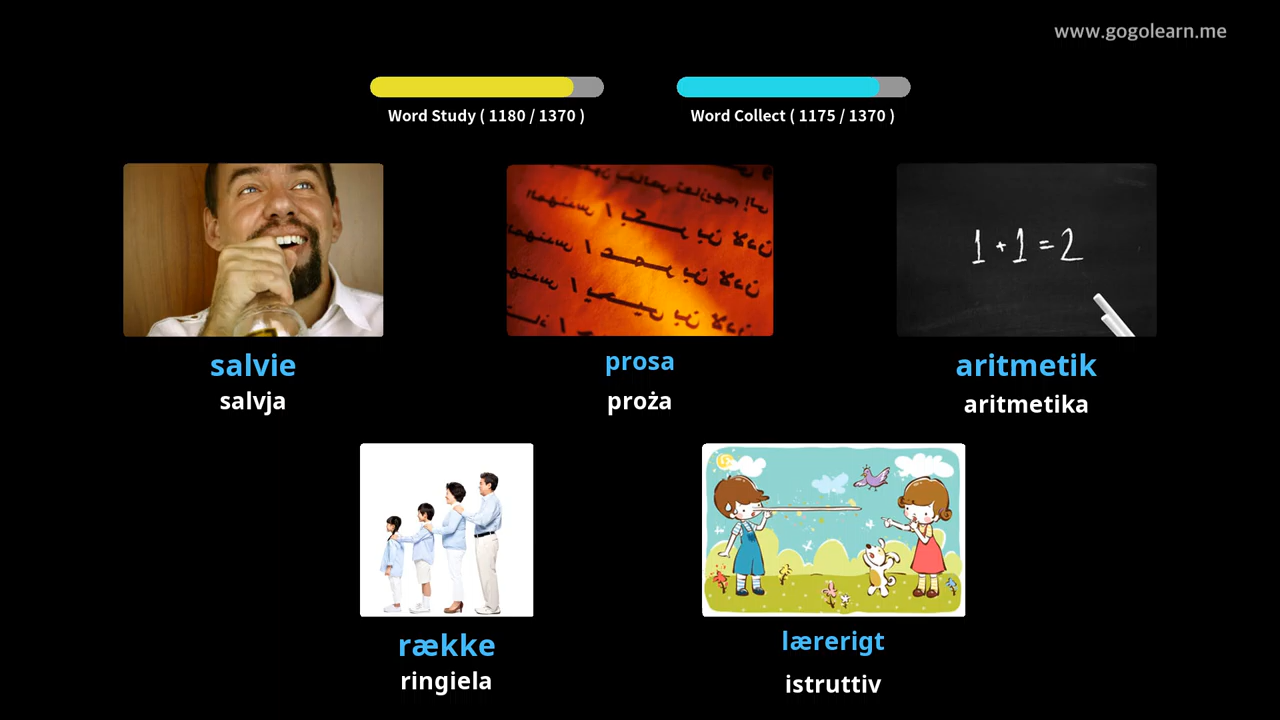 www.gogolearn.me
Word Study ( 1180 / 1370 )
Word Collect ( 1175 / 1370 )
1 + 1 = 2
salvie
prosa
aritmetik
salvja
proża
aritmetika
række
lærerigt
ringiela
istruttiv